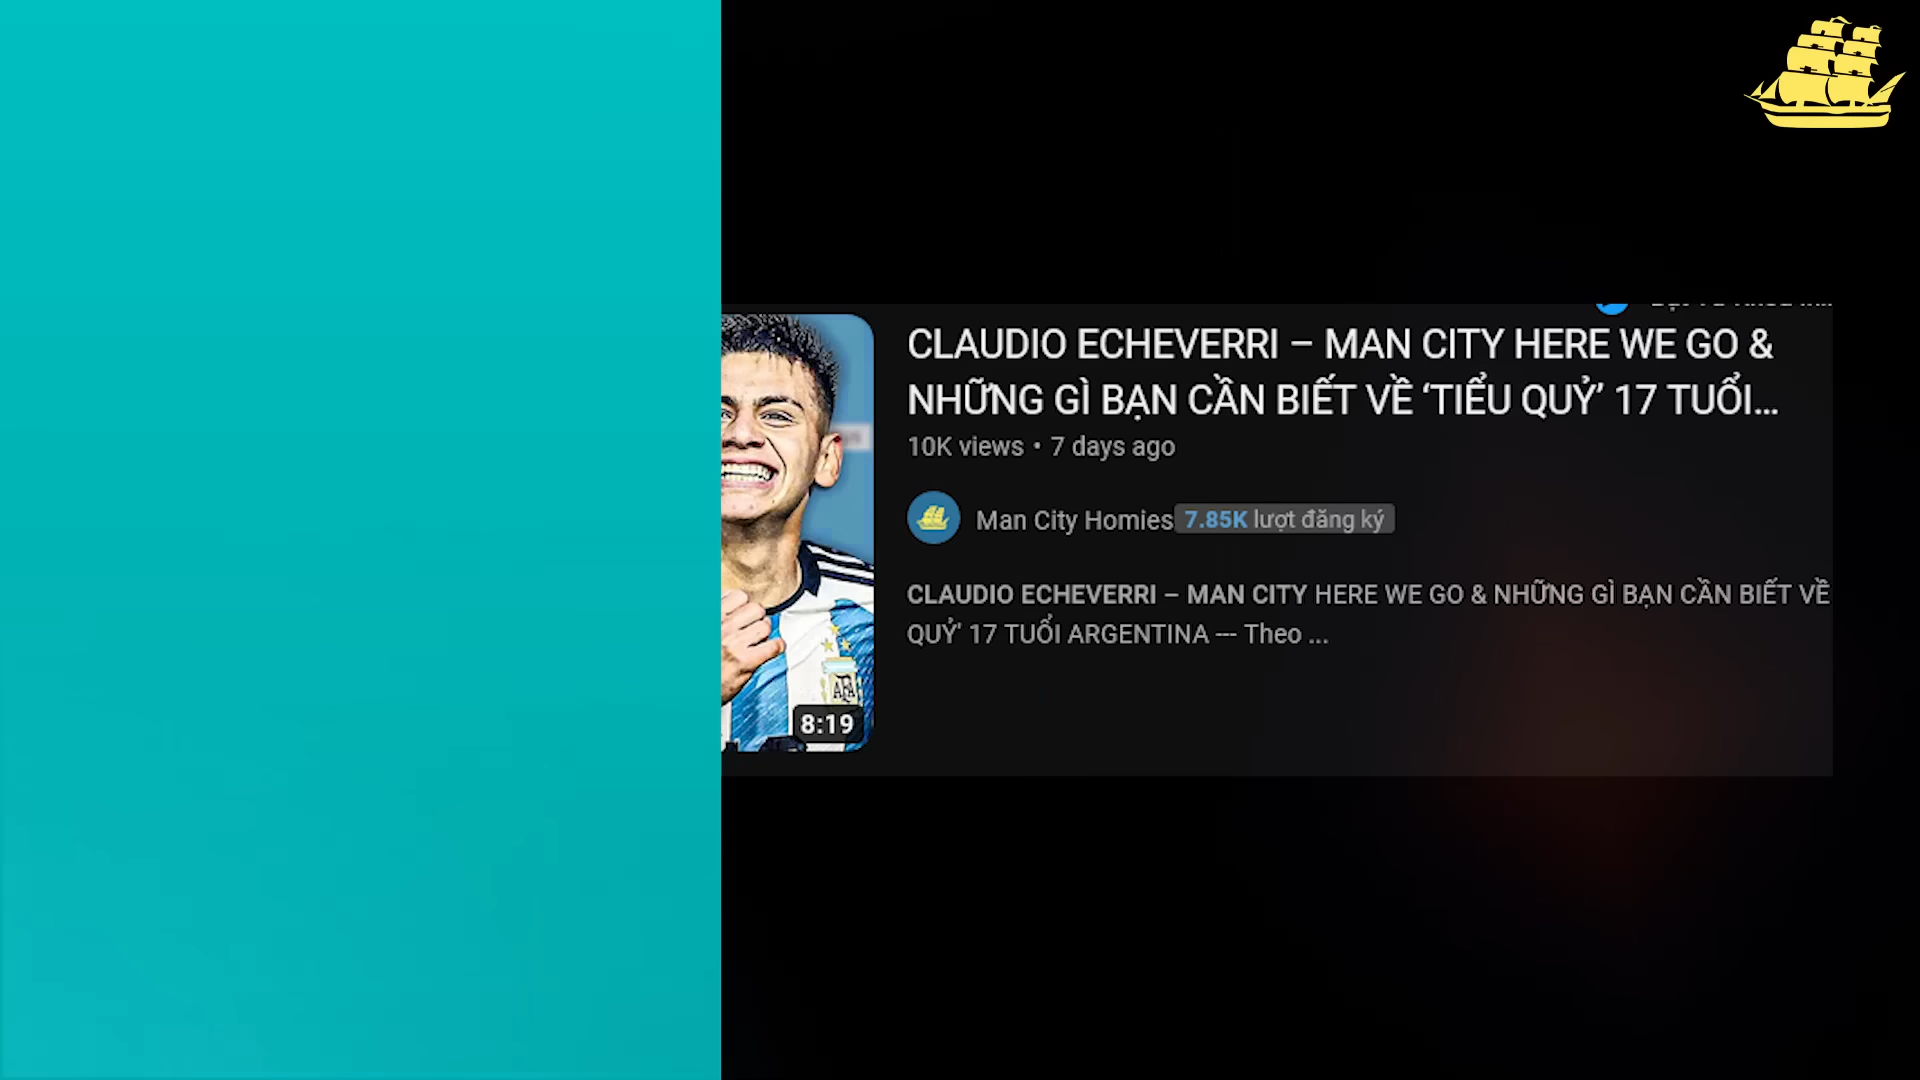 CLAUDIO ECHEVERRI – MAN CITY HERE WE GO &
NHỮNG GÌ BẠN CẦN BIẾT VỀ ‘TIỂU QUỶ’ 17 TUỔI...
10K views • 7 days ago
Man City Homies 7.85K lượt đăng ký
CLAUDIO ECHEVERRI – MAN CITY HERE WE GO & NHỮNG GÌ BẠN CẦN BIẾT VỀ
QUỶ' 17 TUỔI ARGENTINA --- Theo ...
AFA
8:19